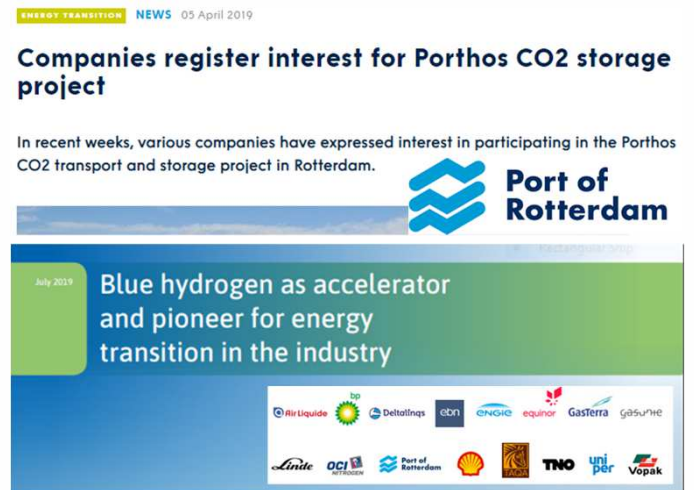 ENERGY TRANSITION NEWS 05 April 2019
Companies register interest for Porthos CO2 storage
project
In recent weeks, various companies have expressed interest in participating in the Porthos
CO2 transport and storage project in Rotterdam.
Port of
Rotterdam
July 2019
Blue hydrogen as accelerator
and pioneer for energy
transition in the industry
Air Liquide bp Deltalinqs ebn ENGIE equinor GasTerra gasunie
Linde OCI NITROGEN Port of Rotterdam TAQA TNO uni per Vopak